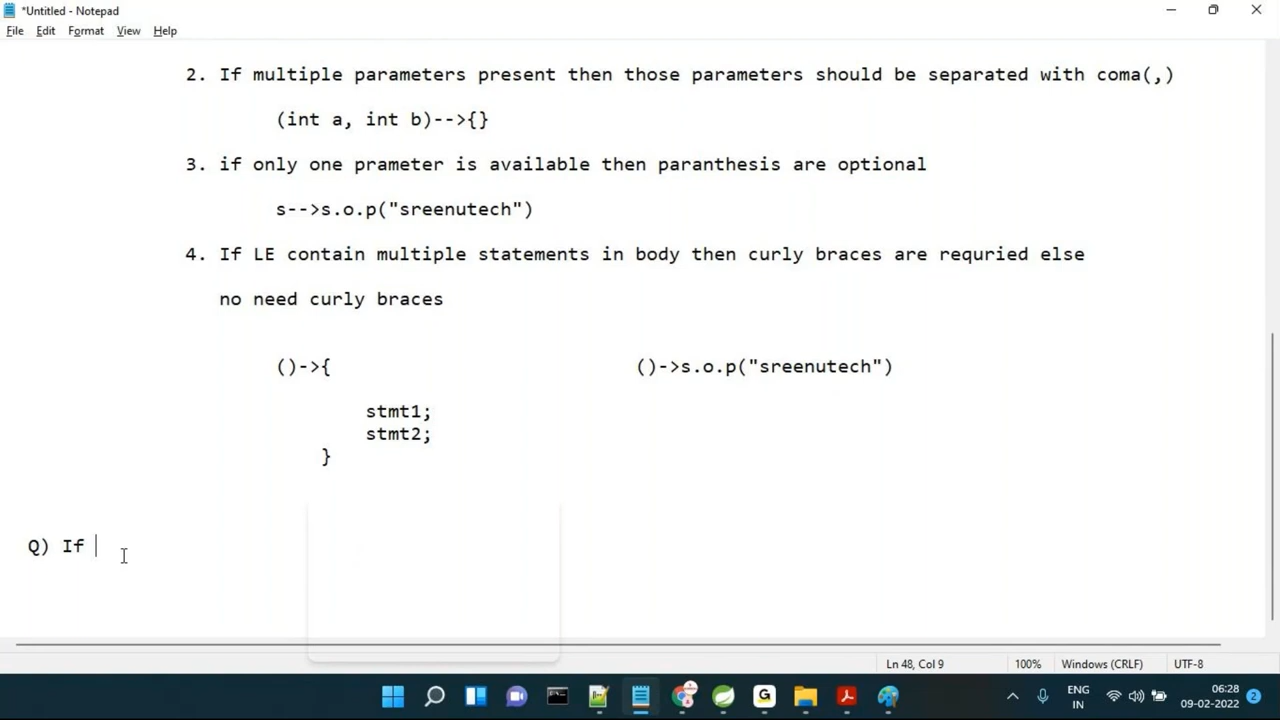 *Untitled - Notepad
File Edit Format View Help
2. If multiple parameters present then those parameters should be separated with coma(,)
(int a, int b)-->{}
3. if only one prameter is available then paranthesis are optional
s-->s.o.p("sreenutech")
4. If LE contain multiple statements in body then curly braces are requried else
no need curly braces
()->{ ()->s.o.p("sreenutech")
stmt1;
stmt2;
}
Q) If
Ln 48, Col 9 100% Windows (CRLF) UTF-8
ENG 06:28
IN 09-02-2022 2